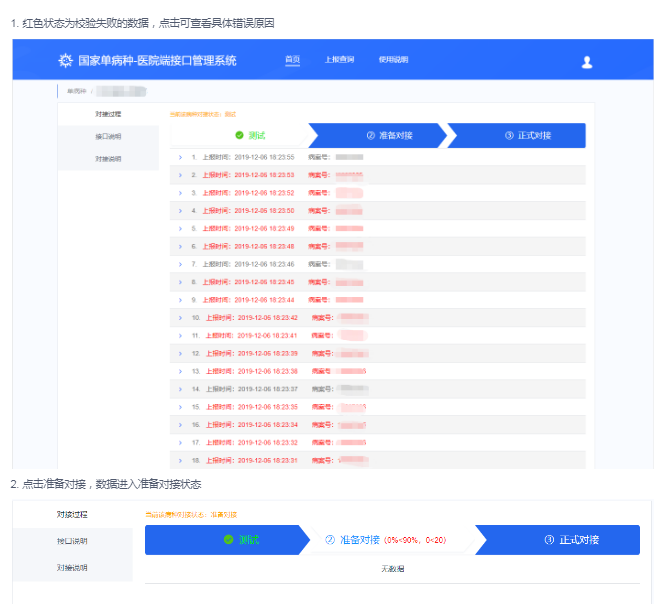 1. 红色状态为校验失败的数据，点击可查看具体错误原因
国家单病种-医院端接口管理系统 首页 上报查询 使用说明
单病种 /
对接过程
接口说明
对接说明
当前该病种对接状态：测试
测试 ② 准备对接 ③ 正式对接
1. 上报时间：2019-12-06 18:23:55 病案号：
2. 上报时间：2019-12-06 18:23:53 病案号：
3. 上报时间：2019-12-06 18:23:52 病案号：
4. 上报时间：2019-12-06 18:23:50 病案号：
5. 上报时间：2019-12-06 18:23:49 病案号：
6. 上报时间：2019-12-06 18:23:48 病案号：
7. 上报时间：2019-12-06 18:23:46 病案号：
8. 上报时间：2019-12-06 18:23:45 病案号：
9. 上报时间：2019-12-06 18:23:44 病案号：
10. 上报时间：2019-12-06 18:23:42 病案号：
11. 上报时间：2019-12-06 18:23:41 病案号：
12. 上报时间：2019-12-06 18:23:39 病案号：
13. 上报时间：2019-12-06 18:23:38 病案号：
14. 上报时间：2019-12-06 18:23:37 病案号：
15. 上报时间：2019-12-06 18:23:35 病案号：
16. 上报时间：2019-12-06 18:23:34 病案号：
17. 上报时间：2019-12-06 18:23:32 病案号：
18. 上报时间：2019-12-06 18:23:31 病案号：
2. 点击准备对接，数据进入准备对接状态
对接过程
接口说明
对接说明
当前该病种对接状态：准备对接
测试 ② 准备对接（0%<90%，0<20） ③ 正式对接
无数据